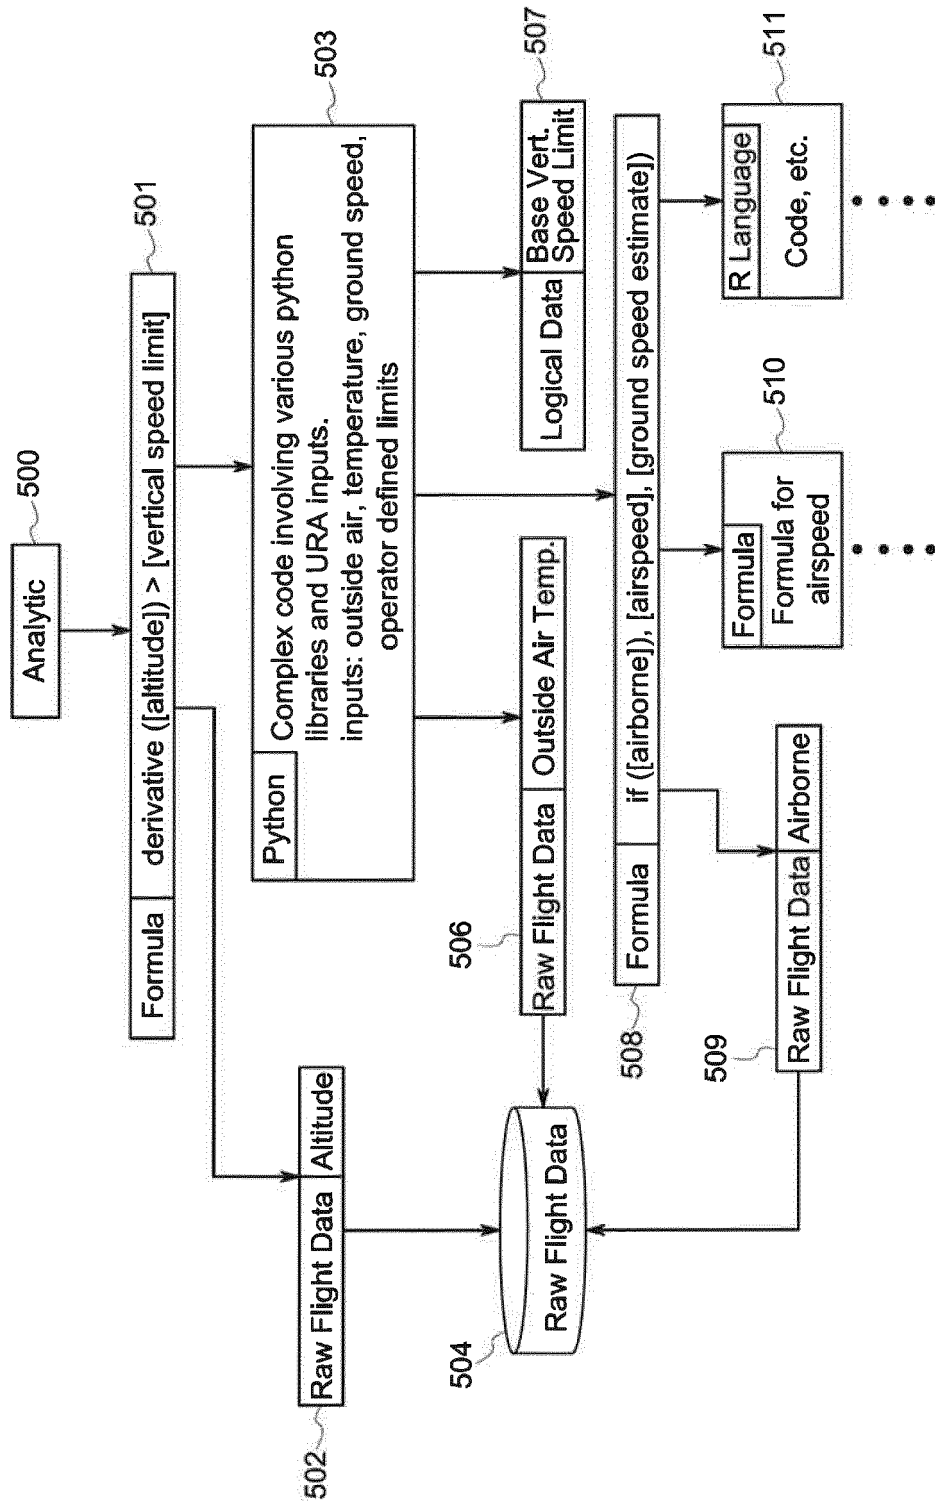 Analytic
500
Formula
derivative ([altitude]) > [vertical speed limit]
501
Raw Flight Data
Altitude
502
Python
Complex code involving various python
libraries and URA inputs.
inputs: outside air, temperature, ground speed,
operator defined limits
503
Raw Flight Data
504
Raw Flight Data
Outside Air Temp.
506
Logical Data
Base Vert.
Speed Limit
507
Formula
if ([airborne]), [airspeed], [ground speed estimate])
508
Raw Flight Data
Airborne
509
Formula
Formula for
airspeed
510
R Language
Code, etc.
511